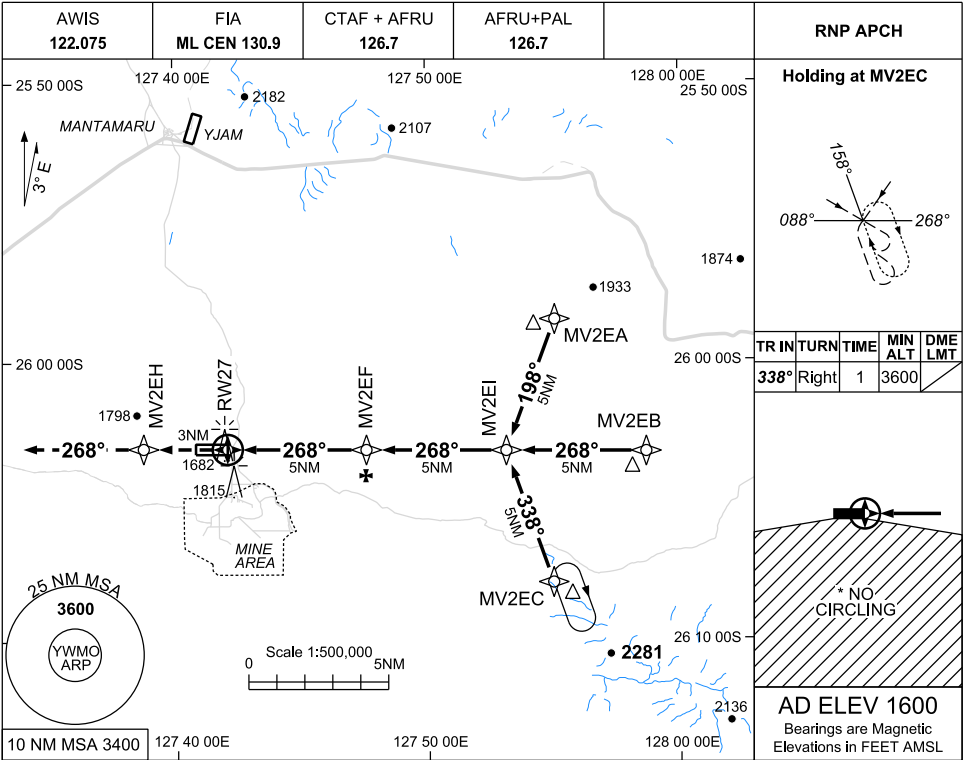 AWIS
122.075
FIA
ML CEN 130.9
CTAF + AFRU
126.7
AFRU+PAL
126.7
RNP APCH
127 40 00E
127 50 00E
128 00 00E
25 50 00S
25 50 00S
2182
2107
MANTAMARU
YJAM
3° E
1874
1933
MV2EA
26 00 00S
26 00 00S
198°
5NM
MV2EH
RW27
MV2EF
MV2EI
MV2EB
1798
3NM
268°
268°
5NM
268°
5NM
268°
5NM
1682
1815
338°
5NM
MINE
AREA
MV2EC
25 NM MSA
3600
YWMO
ARP
Scale 1:500,000
0
5NM
26 10 00S
2281
2136
10 NM MSA 3400
127 40 00E
127 50 00E
128 00 00E
Holding at MV2EC
158°
088°
268°
TR IN TURN TIME MIN ALT DME LMT
338° Right 1 3600
* NO
CIRCLING
AD ELEV 1600
Bearings are Magnetic
Elevations in FEET AMSL